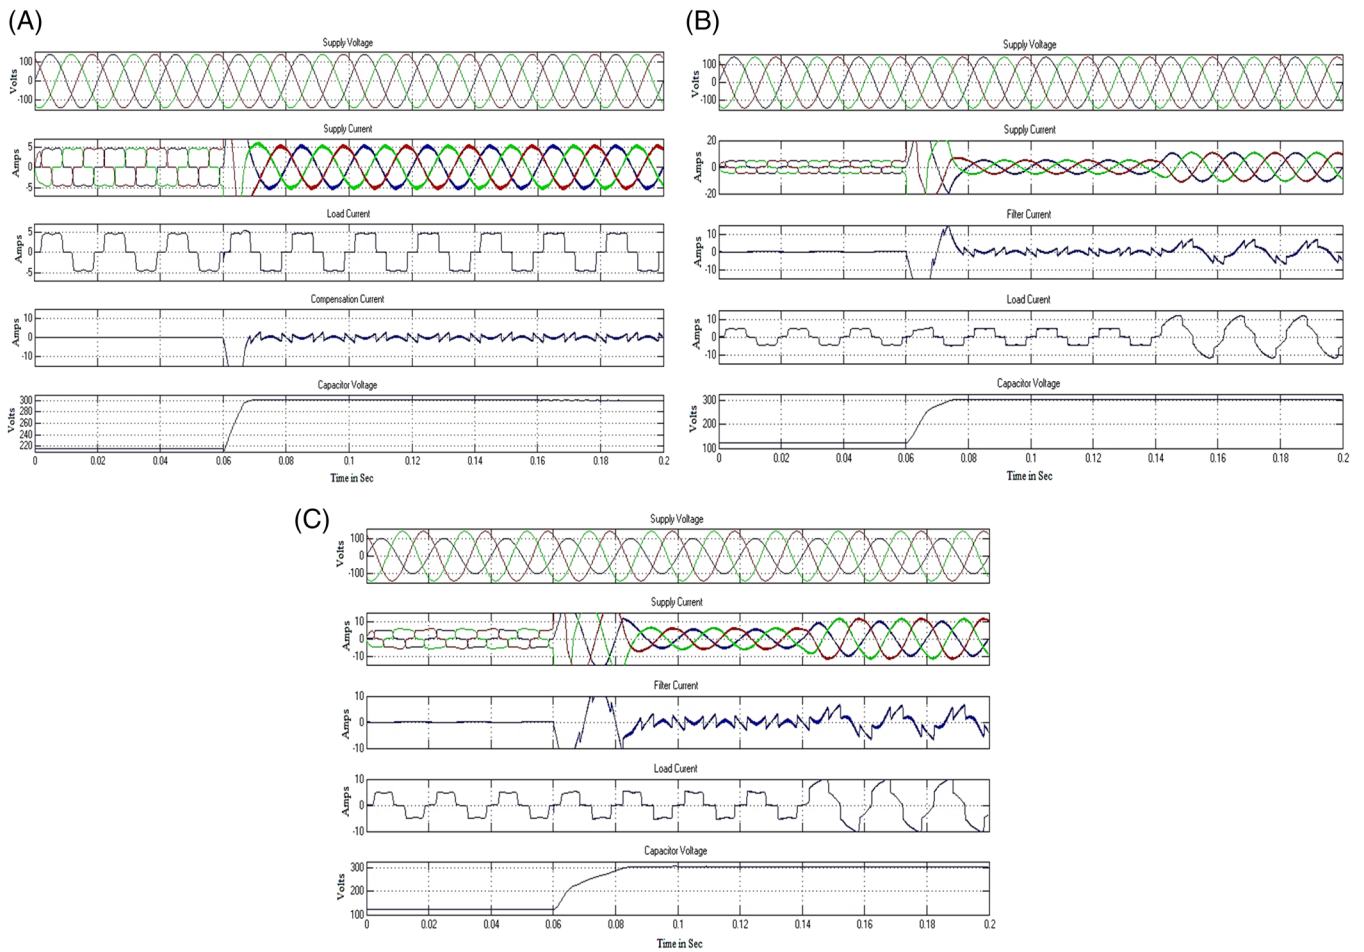 (A)
Supply Voltage
Volts
100
0
-100
Supply Current
Amps
5
0
-5
Load Current
Amps
5
0
-5
Compensation Current
Amps
10
0
-10
Capacitor Voltage
Volts
300
280
260
240
220
0 0.02 0.04 0.06 0.08 0.1 0.12 0.14 0.16 0.18 0.2
Time in Sec
(B)
Supply Voltage
Volts
100
0
-100
Supply Current
Amps
20
10
0
-10
-20
Filter Current
Amps
10
0
-10
Load Current
Amps
10
0
-10
Capacitor Voltage
Volts
300
200
100
0 0.02 0.04 0.06 0.08 0.1 0.12 0.14 0.16 0.18 0.2
Time in Sec
(C)
Supply Voltage
Volts
100
0
-100
Supply Current
Amps
10
0
-10
Filter Current
Amps
10
0
-10
Load Current
Amps
10
0
-10
Capacitor Voltage
Volts
300
200
100
0 0.02 0.04 0.06 0.08 0.1 0.12 0.14 0.16 0.18 0.2
Time in Sec